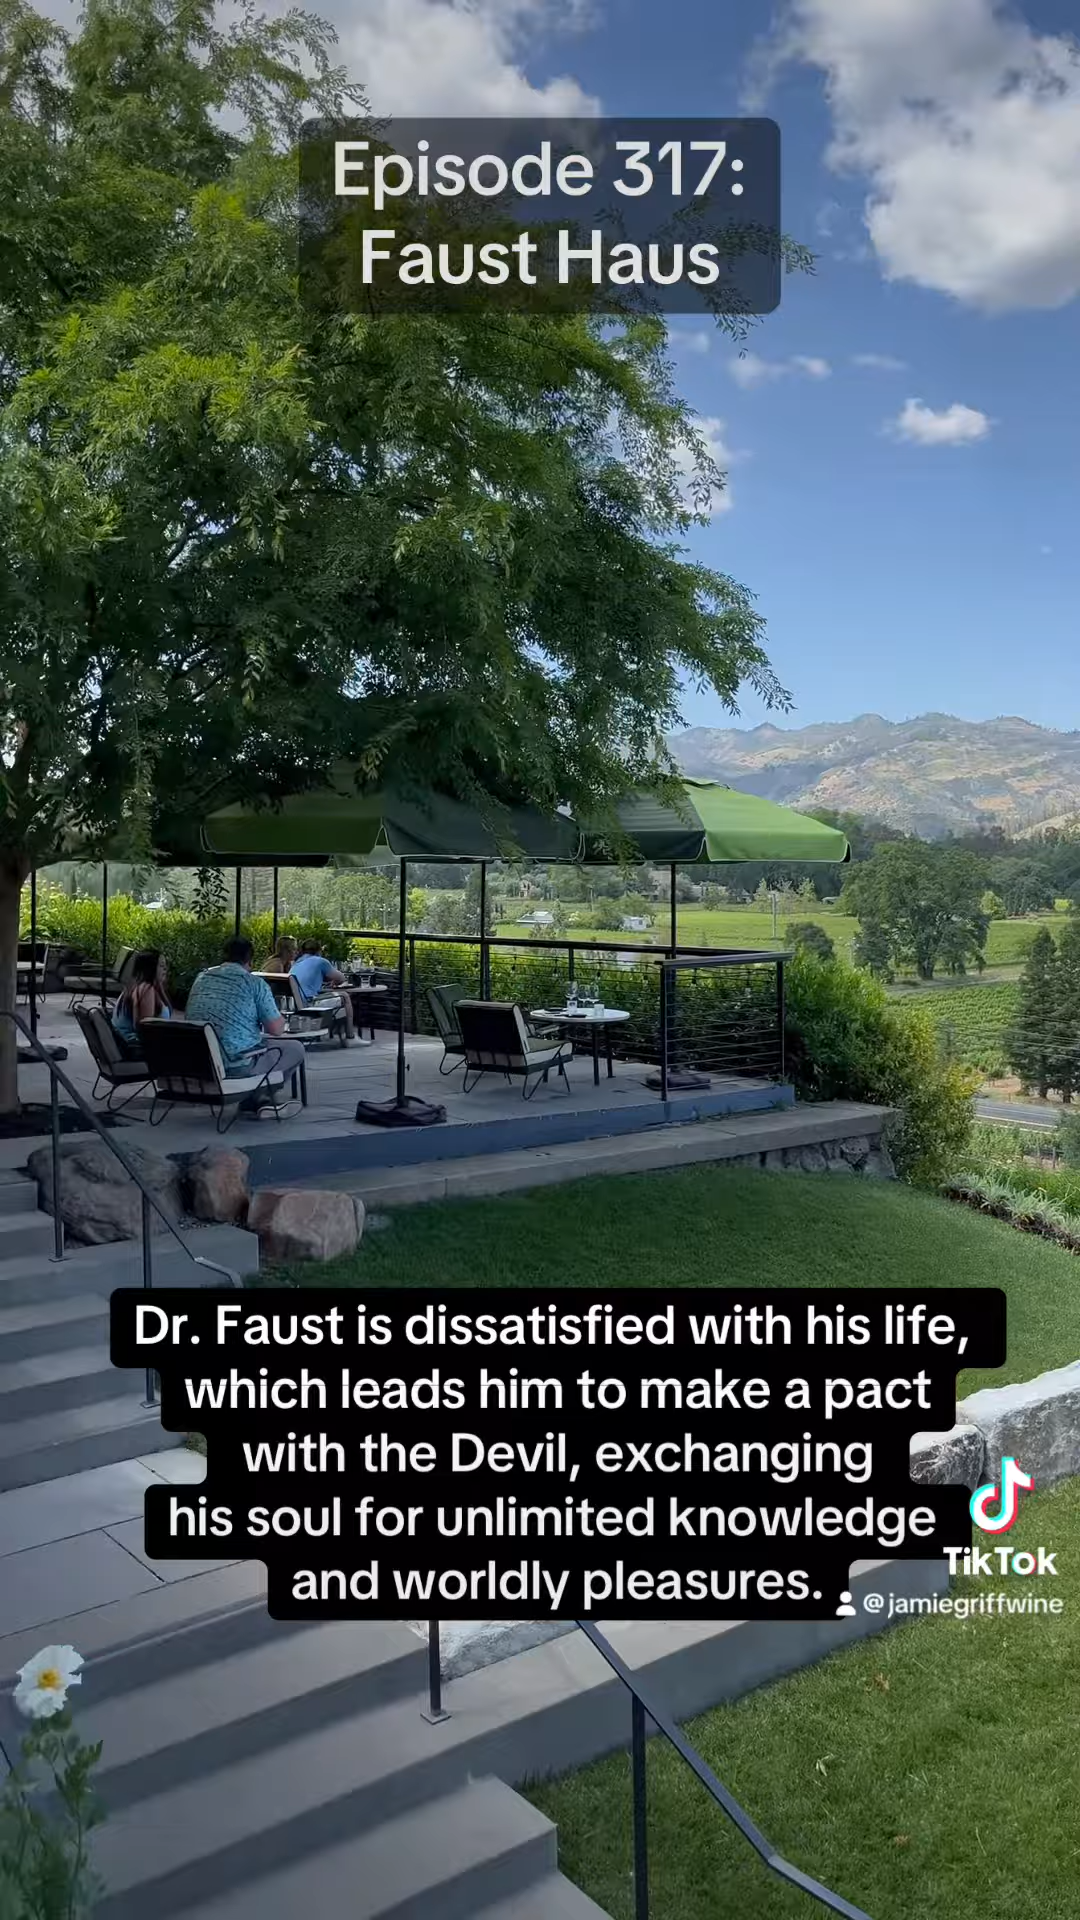 Episode 317:
Faust Haus
Dr. Faust is dissatisfied with his life,
which leads him to make a pact
with the Devil, exchanging
his soul for unlimited knowledge
and worldly pleasures.
TikTok
@jamiegriffwine